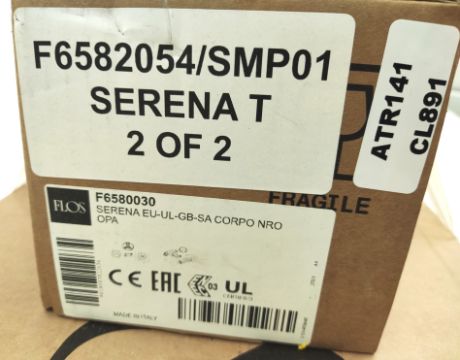 F6582054/SMP01
SERENA T
2 OF 2
ATR141
CL891
FRAGILE
FLOS
F6580030
SERENA EU-UL-GB-SA CORPO NRO
OPA
CE EAC 03 UL
MADE IN ITALY